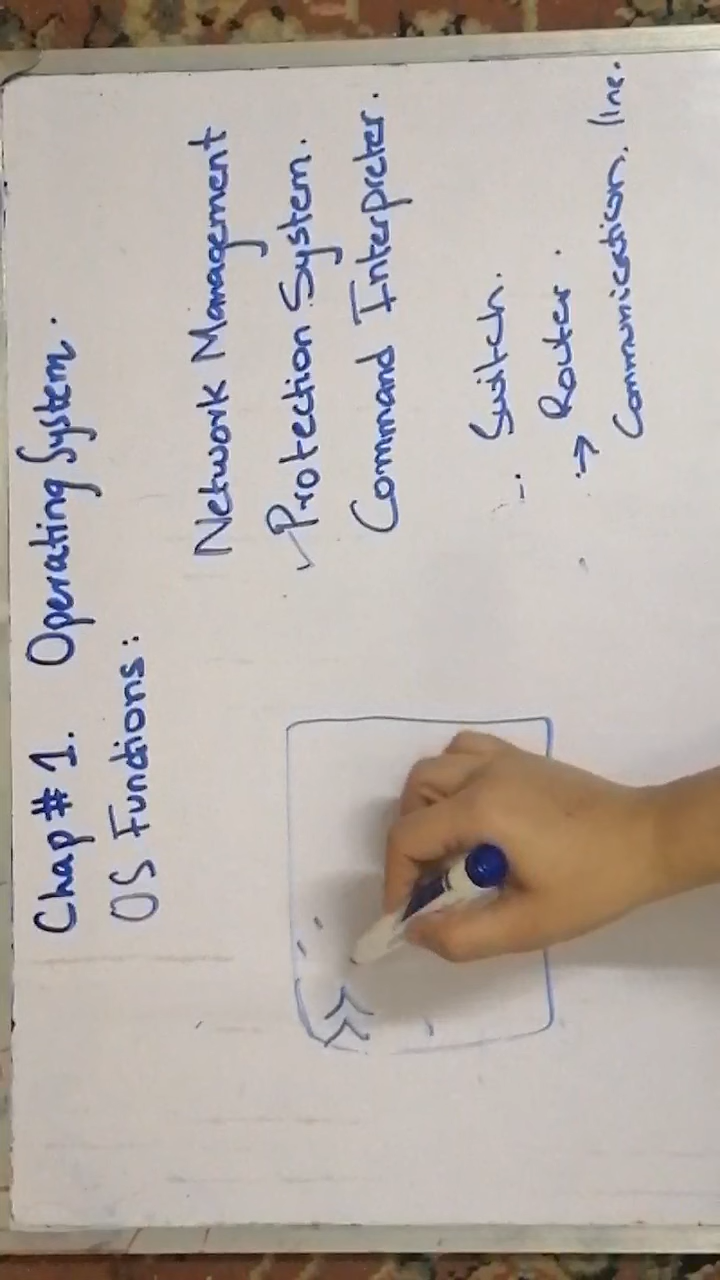 Chap # 1. Operating System.
OS Functions:
Network Management
Protection System.
Command Interpreter.
Switch.
→ Router.
Communication line.
>>